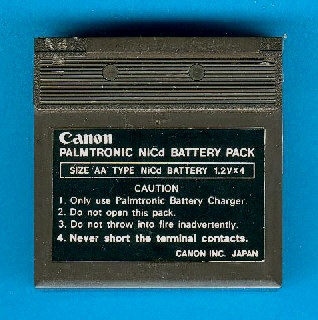 Canon
PALMTRONIC NiCd BATTERY PACK
SIZE 'AA' TYPE NiCd BATTERY 1.2V×4
CAUTION
1. Only use Palmtronic Battery Charger.
2. Do not open this pack.
3. Do not throw into fire inadvertently.
4. Never short the terminal contacts.
CANON INC. JAPAN